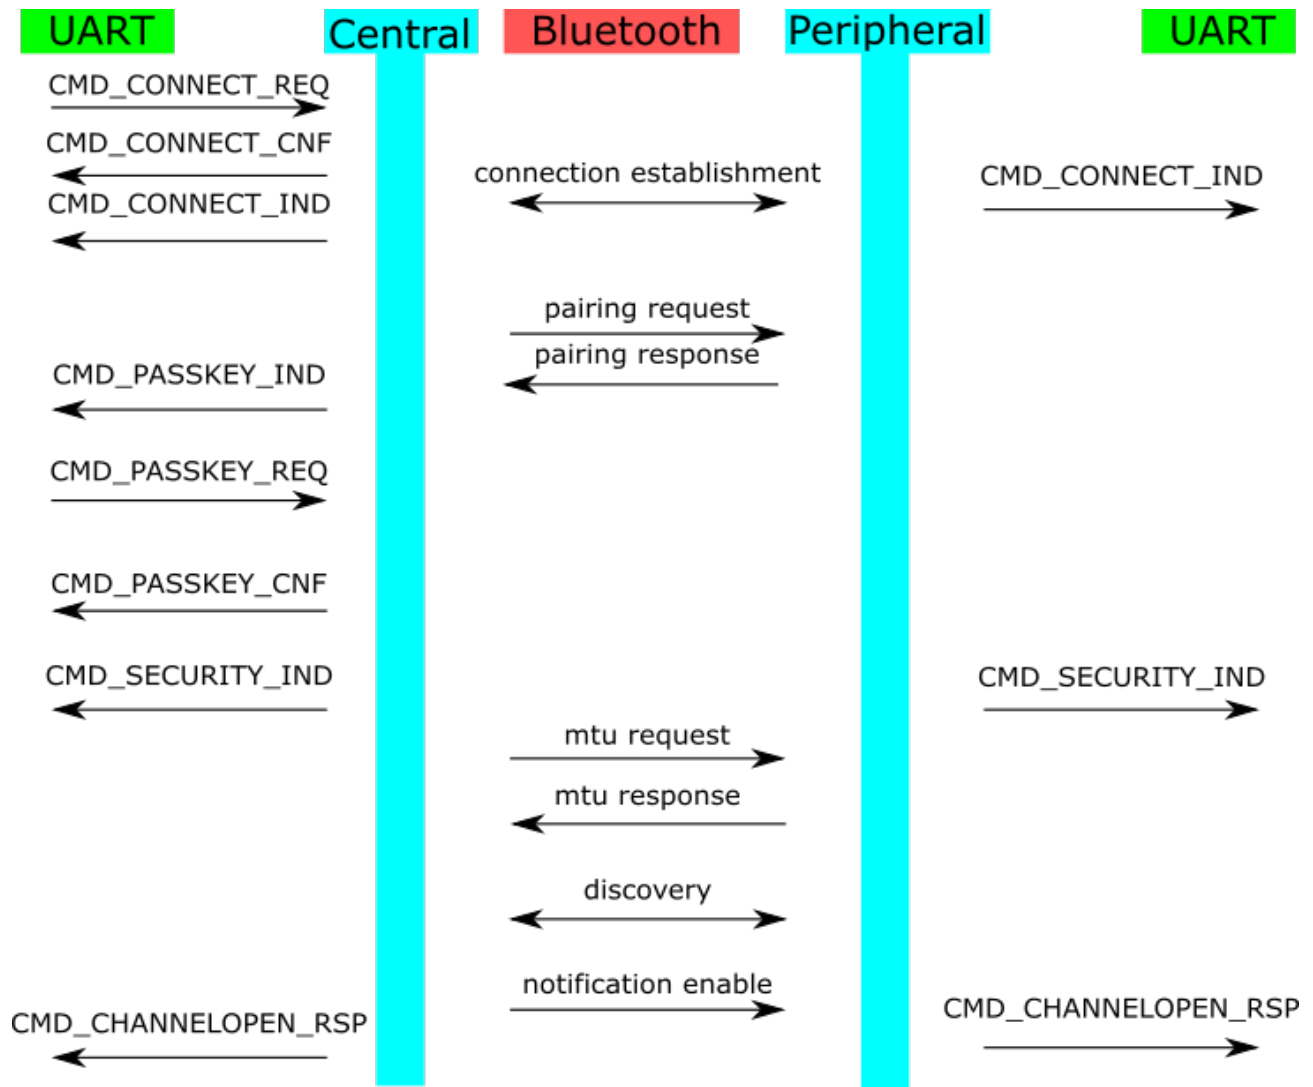 UART
Central
Bluetooth
Peripheral
UART
CMD_CONNECT_REQ
CMD_CONNECT_CNF
connection establishment
CMD_CONNECT_IND
CMD_CONNECT_IND
pairing request
pairing response
CMD_PASSKEY_IND
CMD_PASSKEY_REQ
CMD_PASSKEY_CNF
CMD_SECURITY_IND
CMD_SECURITY_IND
mtu request
mtu response
discovery
notification enable
CMD_CHANNELOPEN_RSP
CMD_CHANNELOPEN_RSP